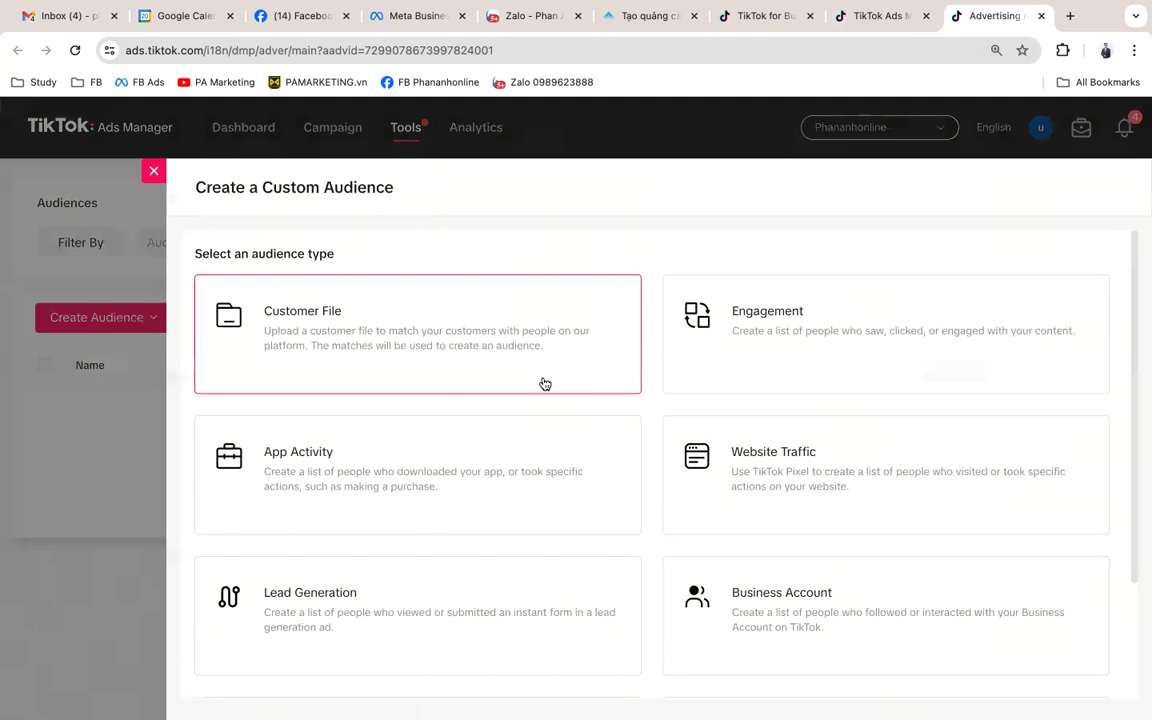 Inbox (41) - p
Google Cale
(14) Facebo
Meta Busine
Zalo - Phan A
Tạo quảng c
TikTok for Bu
TikTok Ads M
Advertising
ads.tiktok.com/i18n/dmp/adver/main?aadvid=7299078673997824001
Study
FB
FB Ads
PA Marketing
PAMARKETING.vn
FB Phananhonline
Zalo 0989623888
All Bookmarks
TikTok: Ads Manager
Dashboard
Campaign
Tools
Analytics
Phananhonline
English
U
4
Create a Custom Audience
Audiences
Filter By
Select an audience type
Customer File
Upload a customer file to match your customers with people on our
platform. The matches will be used to create an audience.
Engagement
Create a list of people who saw, clicked, or engaged with your content.
Create Audience
Name
App Activity
Create a list of people who downloaded your app, or took specific
actions, such as making a purchase.
Website Traffic
Use TikTok Pixel to create a list of people who visited or took specific
actions on your website.
Lead Generation
Create a list of people who viewed or submitted an instant form in a lead
generation ad.
Business Account
Create a list of people who followed or interacted with your Business
Account on TikTok.